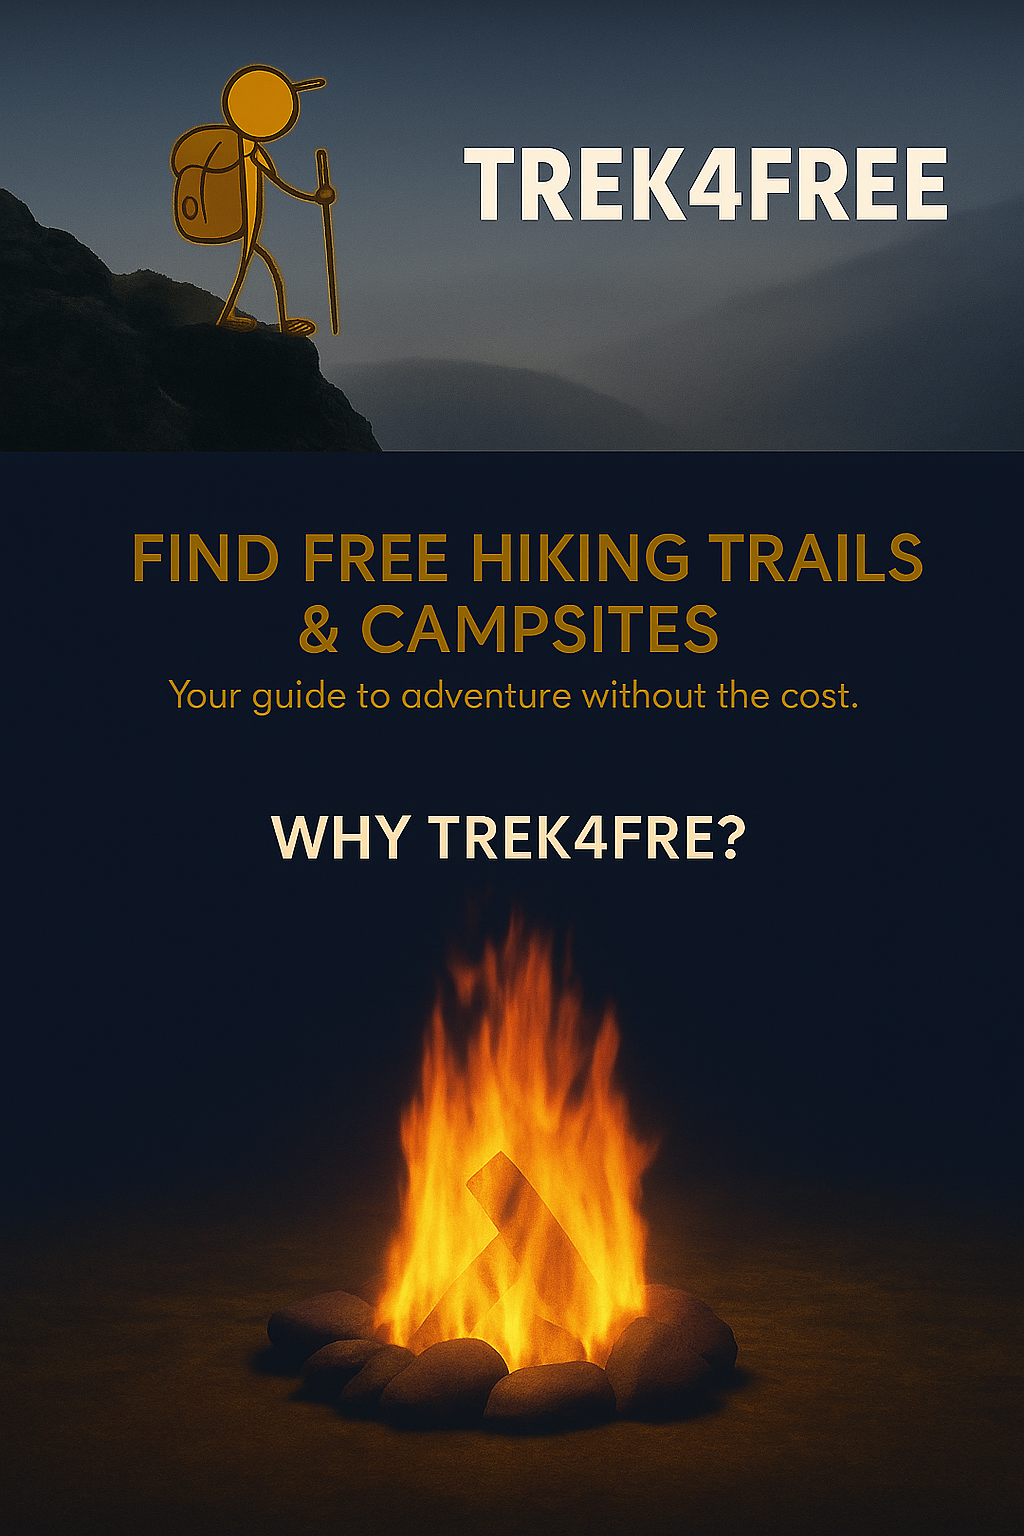 TREK4FREE
FIND FREE HIKING TRAILS
& CAMPSITES
Your guide to adventure without the cost.
WHY TREK4FRE?